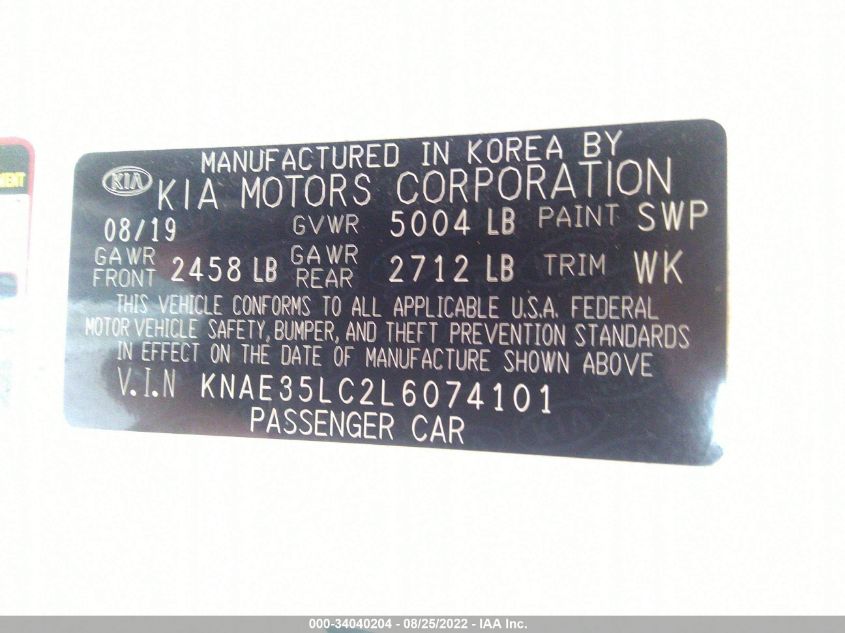 MENT
MANUFACTURED IN KOREA BY
KIA KIA MOTORS CORPORATION
08/19 GVWR 5004 LB PAINT SWP
GAWR FRONT 2458 LB GAWR REAR 2712 LB TRIM WK
THIS VEHICLE CONFORMS TO ALL APPLICABLE U.S.A. FEDERAL
MOTOR VEHICLE SAFETY, BUMPER, AND THEFT PREVENTION STANDARDS
IN EFFECT ON THE DATE OF MANUFACTURE SHOWN ABOVE
V.I.N KNAE35LC2L6074101
PASSENGER CAR
000-34040204 - 08/25/2022 - IAA Inc.